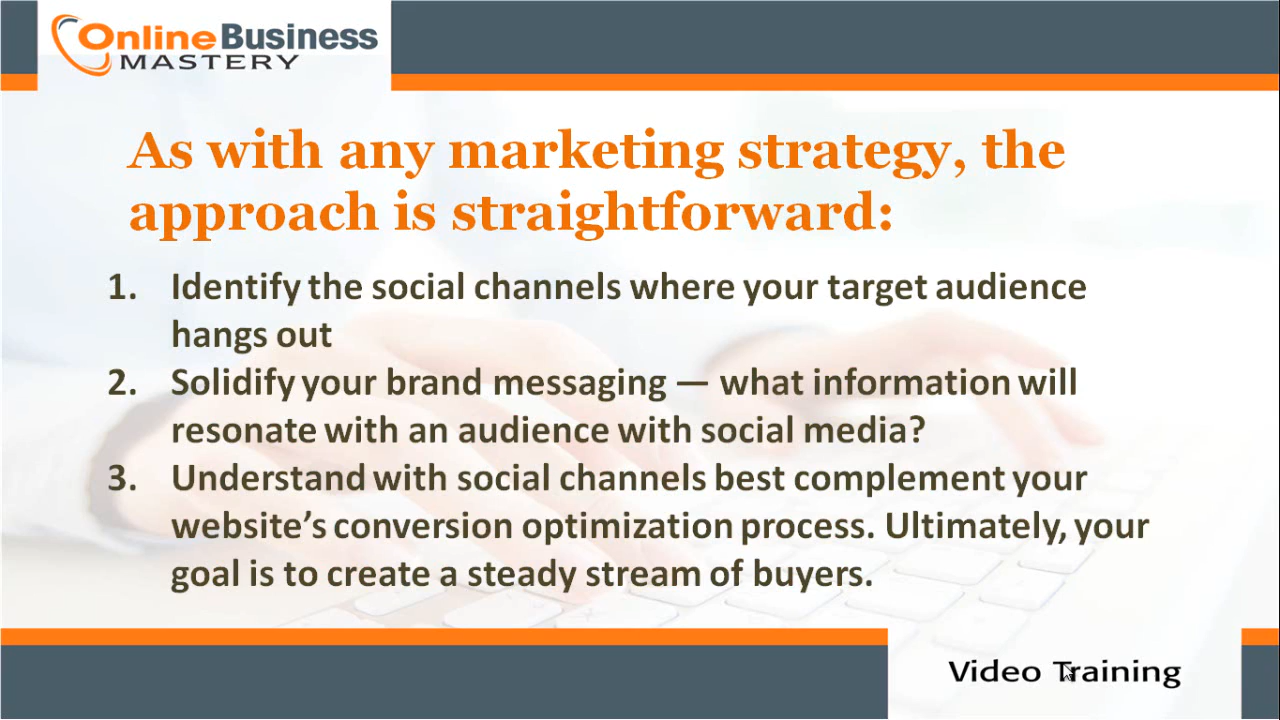 Online Business
MASTERY
As with any marketing strategy, the
approach is straightforward:
1. Identify the social channels where your target audience
hangs out
2. Solidify your brand messaging — what information will
resonate with an audience with social media?
3. Understand with social channels best complement your
website’s conversion optimization process. Ultimately, your
goal is to create a steady stream of buyers.
Video Training